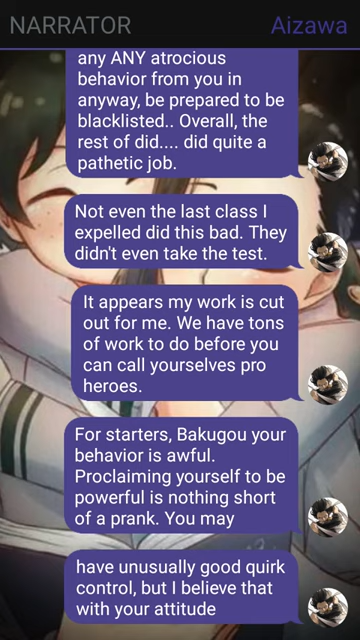 NARRATOR
Aizawa
any ANY atrocious
behavior from you in
anyway, be prepared to be
blacklisted.. Overall, the
rest of did.... did quite a
pathetic job.
Not even the last class I
expelled did this bad. They
didn't even take the test.
It appears my work is cut
out for me. We have tons
of work to do before you
can call yourselves pro
heroes.
For starters, Bakugou your
behavior is awful.
Proclaiming yourself to be
powerful is nothing short
of a prank. You may
have unusually good quirk
control, but I believe that
with your attitude